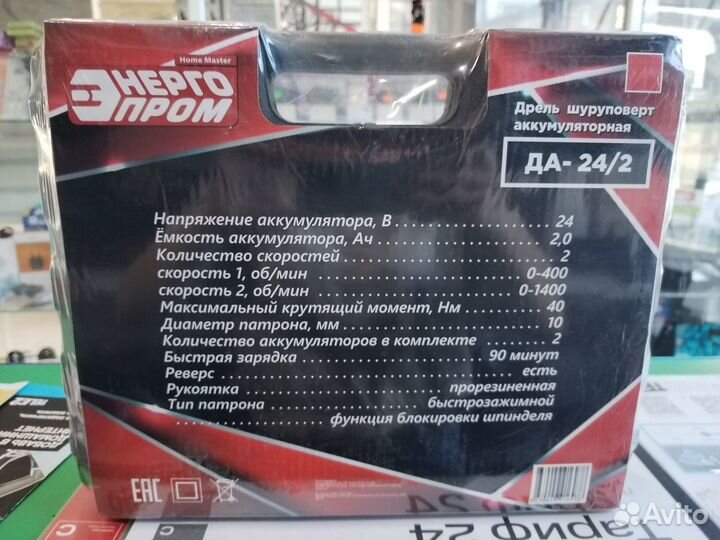 Home Master
ЭНЕРГО
ПРОМ
Дрель шуруповерт
аккумуляторная
ДА- 24/2
Напряжение аккумулятора, В 24
Ёмкость аккумулятора, Ач 2,0
Количество скоростей 2
скорость 1, об/мин 0-400
скорость 2, об/мин 0-1400
Максимальный крутящий момент, Нм 40
Диаметр патрона, мм 10
Количество аккумуляторов в комплекте 2
Быстрая зарядка 90 минут
Реверс есть
Рукоятка прорезиненная
Тип патрона быстрозажимной
функция блокировки шпинделя
EAC
ИНТЕРНЕТ
Тариф 24
Avito